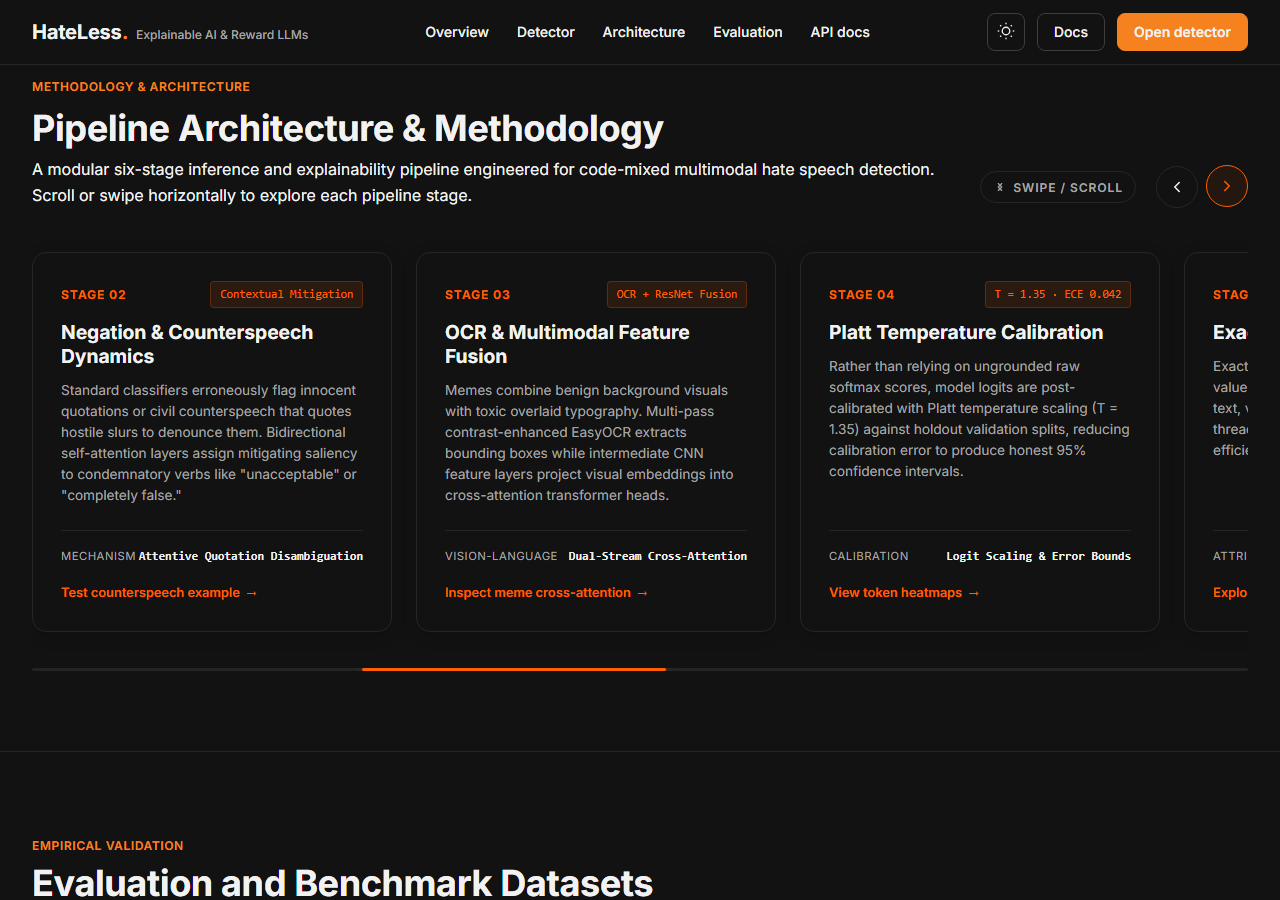 HateLess. Explainable AI & Reward LLMs
Overview
Detector
Architecture
Evaluation
API docs
Docs
Open detector
METHODOLOGY & ARCHITECTURE
Pipeline Architecture & Methodology
A modular six-stage inference and explainability pipeline engineered for code-mixed multimodal hate speech detection.
Scroll or swipe horizontally to explore each pipeline stage.
SWIPE / SCROLL
STAGE 02
Contextual Mitigation
Negation & Counterspeech
Dynamics
Standard classifiers erroneously flag innocent
quotations or civil counterspeech that quotes
hostile slurs to denounce them. Bidirectional
self-attention layers assign mitigating saliency
to condemnatory verbs like "unacceptable" or
"completely false."
MECHANISM Attentive Quotation Disambiguation
Test counterspeech example →
STAGE 03
OCR + ResNet Fusion
OCR & Multimodal Feature
Fusion
Memes combine benign background visuals
with toxic overlaid typography. Multi-pass
contrast-enhanced EasyOCR extracts
bounding boxes while intermediate CNN
feature layers project visual embeddings into
cross-attention transformer heads.
VISION-LANGUAGE Dual-Stream Cross-Attention
Inspect meme cross-attention →
STAGE 04
T = 1.35 · ECE 0.042
Platt Temperature Calibration
Rather than relying on ungrounded raw
softmax scores, model logits are post-
calibrated with Platt temperature scaling (T =
1.35) against holdout validation splits, reducing
calibration error to produce honest 95%
confidence intervals.
CALIBRATION Logit Scaling & Error Bounds
View token heatmaps →
STAG
Exa
Exact
value
text,
threa
efficie
ATTRI
Explo
EMPIRICAL VALIDATION
Evaluation and Benchmark Datasets